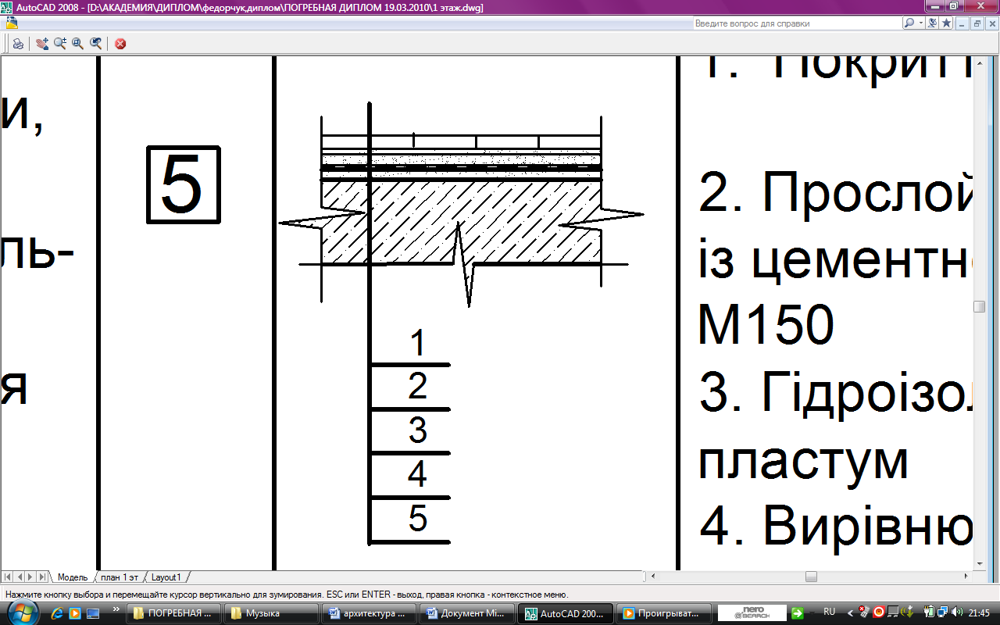 AutoCAD 2008 - [D:\АКАДЕМИЯ\ДИПЛОМ\федорчук,диплом\ПОГРЕБНАЯ ДИПЛОМ 19.03.2010\1 этаж.dwg]
Введите вопрос для справки
и,
ль-
я
5
1
2
3
4
5
1. Покритт
2. Прослой
із цементн
М150
3. Гідроізол
пластум
4. Вирівню
Модель план 1 эт Layout1
Нажмите кнопку выбора и перемещайте курсор вертикально для зумирования. ESC или ENTER - выход, правая кнопка - контекстное меню.
ПОГРЕБНАЯ ... Музыка архитектура ... Документ Mi... AutoCAD 200... Проигрыват... nero SEARCH RU 21:45